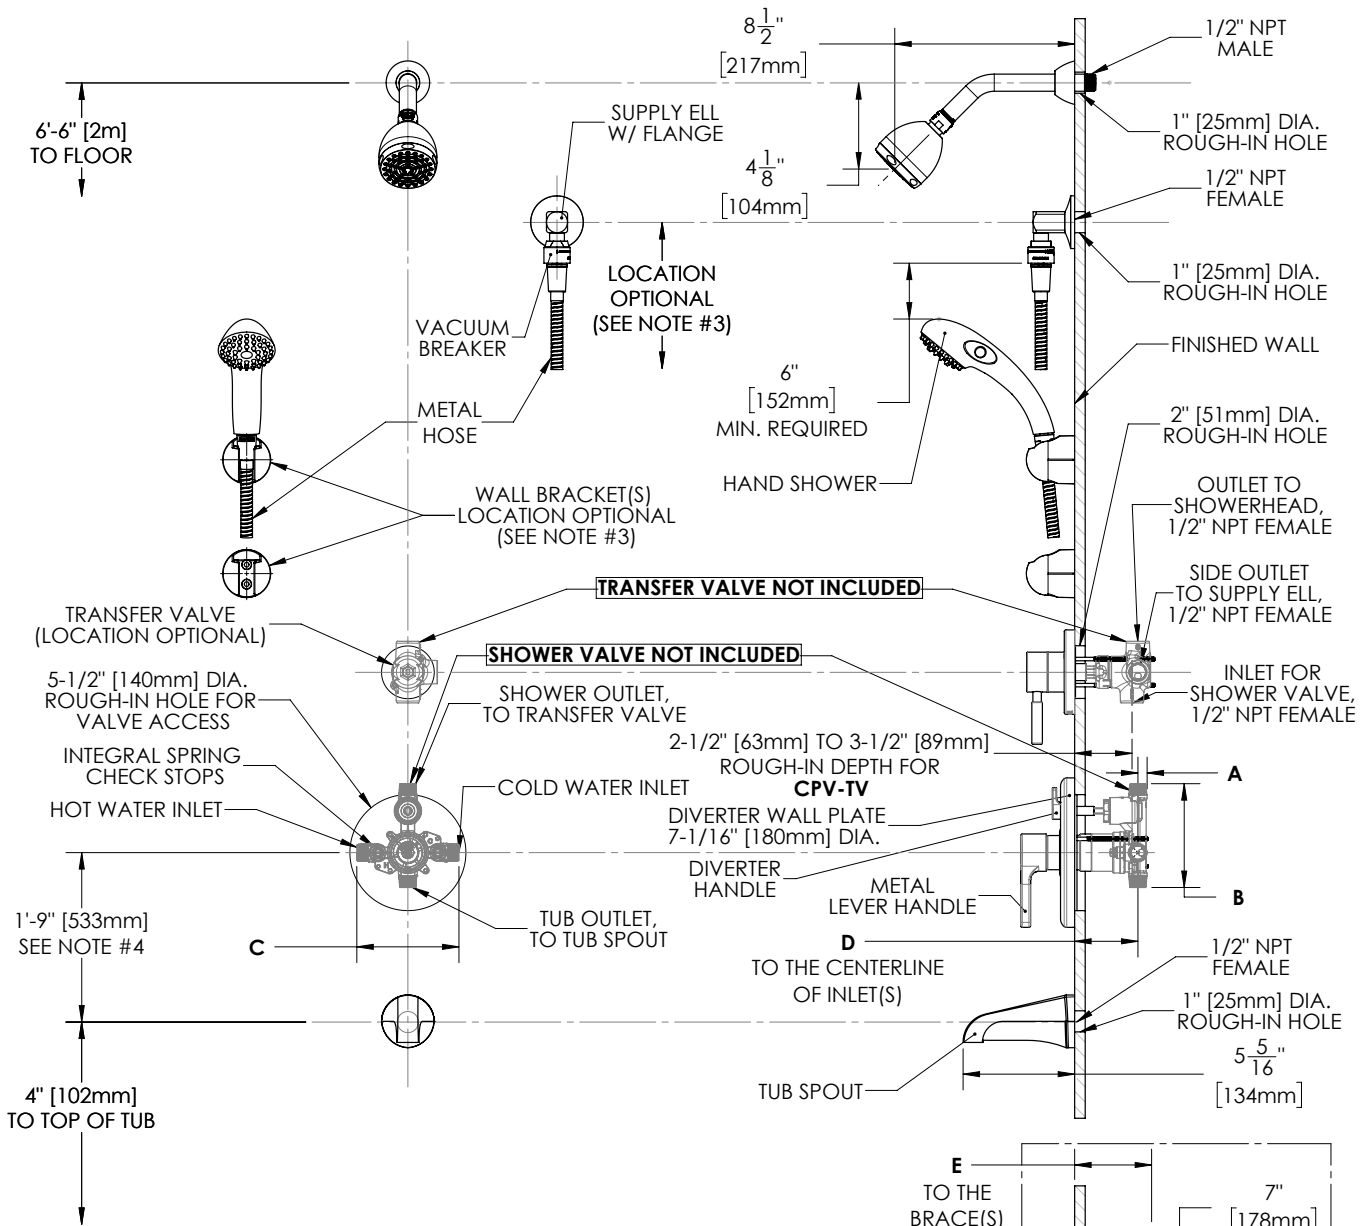 8 1/2"
[217mm]
1/2" NPT
MALE
6'-6" [2m]
TO FLOOR
SUPPLY ELL
W/ FLANGE
4 1/8"
[104mm]
1" [25mm] DIA.
ROUGH-IN HOLE
1/2" NPT
FEMALE
LOCATION
OPTIONAL
(SEE NOTE #3)
1" [25mm] DIA.
ROUGH-IN HOLE
VACUUM
BREAKER
FINISHED WALL
6"
[152mm]
MIN. REQUIRED
METAL
HOSE
2" [51mm] DIA.
ROUGH-IN HOLE
HAND SHOWER
WALL BRACKET(S)
LOCATION OPTIONAL
(SEE NOTE #3)
OUTLET TO
SHOWERHEAD,
1/2" NPT FEMALE
TRANSFER VALVE NOT INCLUDED
SIDE OUTLET
TO SUPPLY ELL,
1/2" NPT FEMALE
TRANSFER VALVE
(LOCATION OPTIONAL)
SHOWER VALVE NOT INCLUDED
5-1/2" [140mm] DIA.
ROUGH-IN HOLE FOR
VALVE ACCESS
SHOWER OUTLET,
TO TRANSFER VALVE
INLET FOR
SHOWER VALVE,
1/2" NPT FEMALE
2-1/2" [63mm] TO 3-1/2" [89mm]
ROUGH-IN DEPTH FOR
CPV-TV
INTEGRAL SPRING
CHECK STOPS
A
COLD WATER INLET
HOT WATER INLET
DIVERTER WALL PLATE
7-1/16" [180mm] DIA.
DIVERTER
HANDLE
METAL
LEVER HANDLE
B
1'-9" [533mm]
SEE NOTE #4
C
TUB OUTLET,
TO TUB SPOUT
D
TO THE CENTERLINE
OF INLET(S)
1/2" NPT
FEMALE
1" [25mm] DIA.
ROUGH-IN HOLE
5 5/16"
[134mm]
TUB SPOUT
4" [102mm]
TO TOP OF TUB
E
TO THE
BRACE(S)
7"
[178mm]